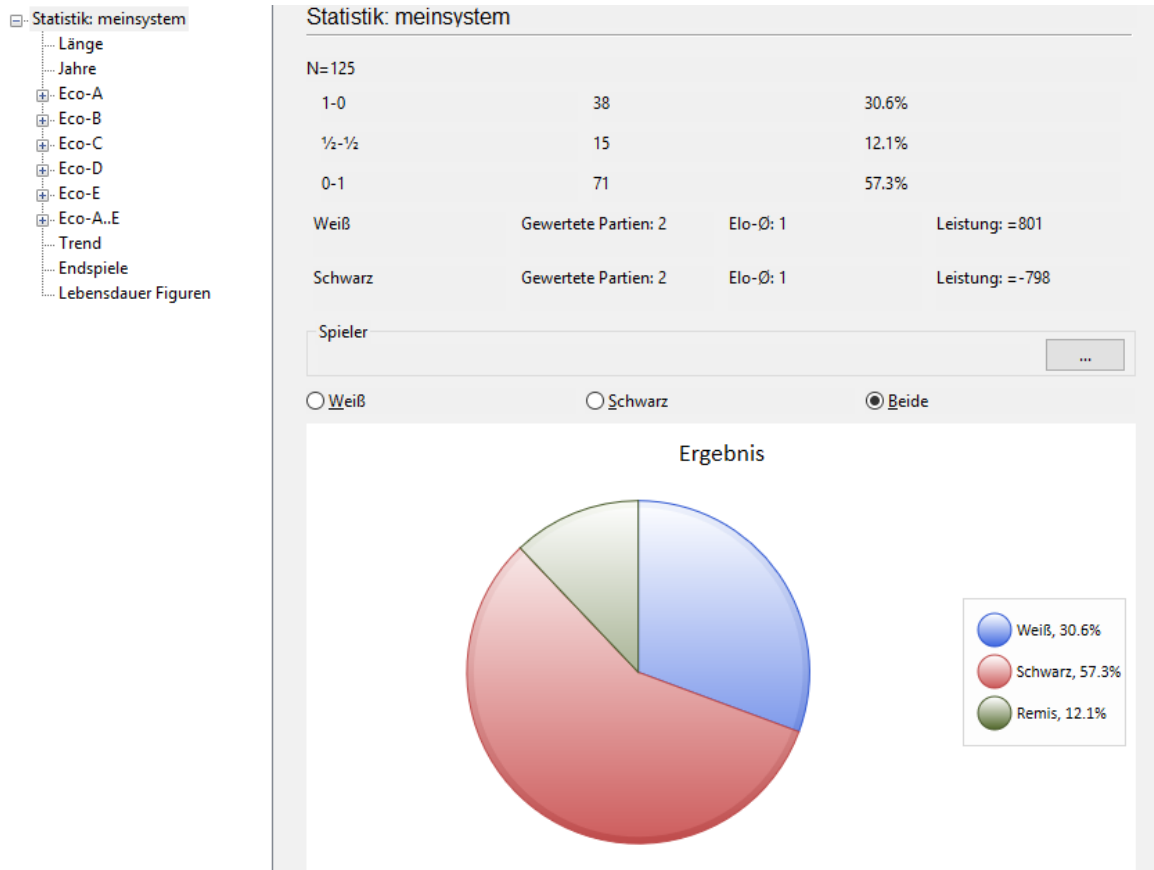 Statistik: meinsystem
Länge
Jahre
Eco-A
Eco-B
Eco-C
Eco-D
Eco-E
Eco-A..E
Trend
Endspiele
Lebensdauer Figuren
Statistik: meinsystem
N=125
1-0 38 30.6%
½-½ 15 12.1%
0-1 71 57.3%
Weiß Gewertete Partien: 2 Elo-Ø: 1 Leistung: =801
Schwarz Gewertete Partien: 2 Elo-Ø: 1 Leistung: =-798
Spieler
...
Weiß Schwarz Beide
Ergebnis
Weiß, 30.6%
Schwarz, 57.3%
Remis, 12.1%